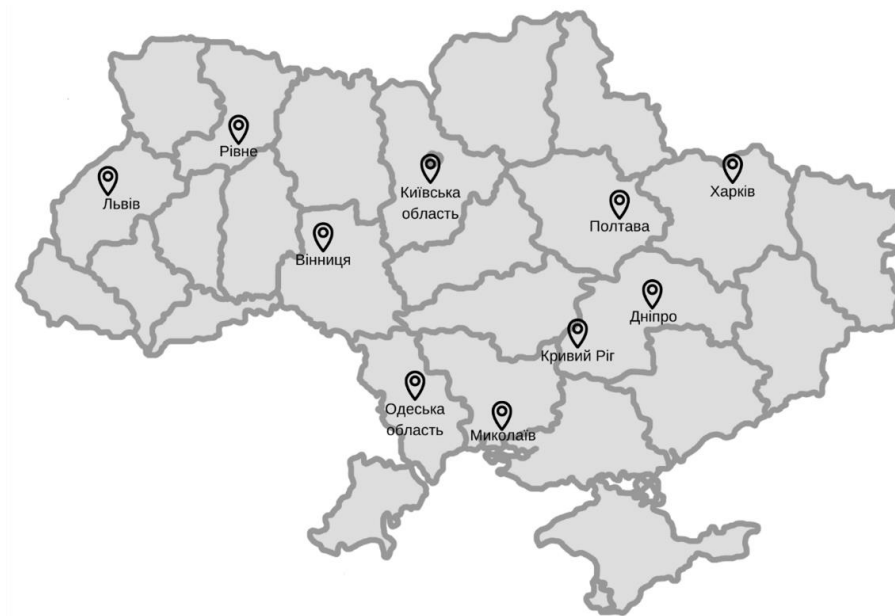 Рівне
Львів
Київська
область
Харків
Полтава
Вінниця
Дніпро
Кривий Ріг
Одеська
область
Миколаїв